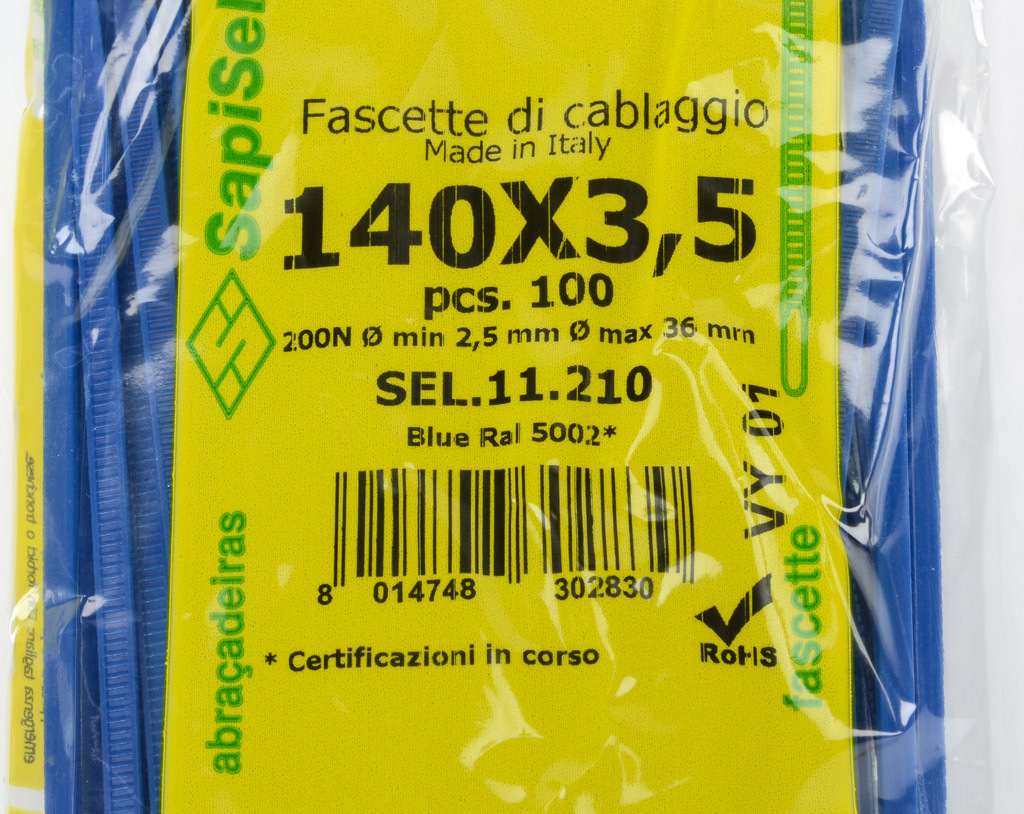 SapiSel
Fascette di cablaggio
Made in Italy
140X3,5
pcs. 100
200N Ø min 2,5 mm Ø max 36 mm
SEL.11.210
Blue Ral 5002*
VY 01
8 014748 302830
* Certificazioni in corso
RoHS
abraçadeiras
fascette